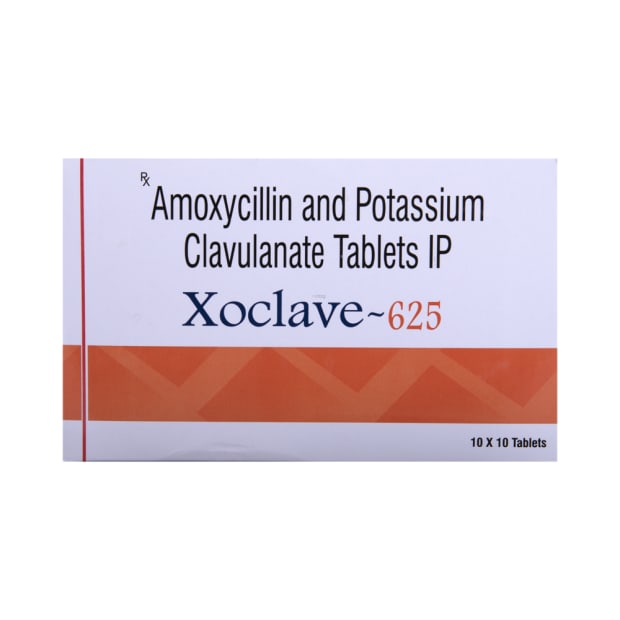 Rx
Amoxycillin and Potassium
Clavulanate Tablets IP
Xoclave~625
10 X 10 Tablets